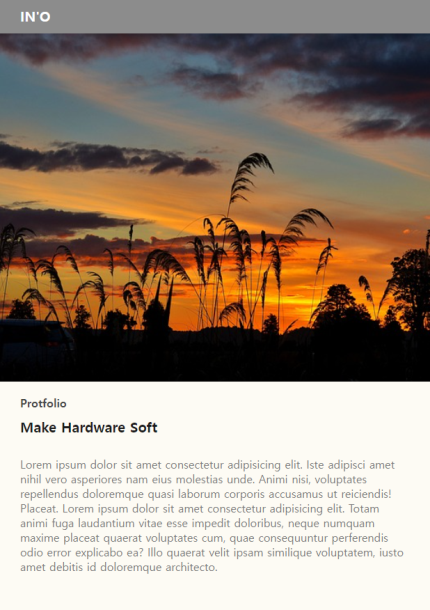 IN'O
Protfolio
Make Hardware Soft
Lorem ipsum dolor sit amet consectetur adipisicing elit. Iste adipisci amet
nihil vero asperiores nam eius molestias unde. Animi nisi, voluptates
repellendus doloremque quasi laborum corporis accusamus ut reiciendis!
Placeat. Lorem ipsum dolor sit amet consectetur adipisicing elit. Totam
animi fuga laudantium vitae esse impedit doloribus, neque numquam
maxime placeat quaerat voluptates cum, quae consequuntur perferendis
odio error explicabo ea? Illo quaerat velit ipsam similique voluptatem, iusto
amet debitis id doloremque architecto.